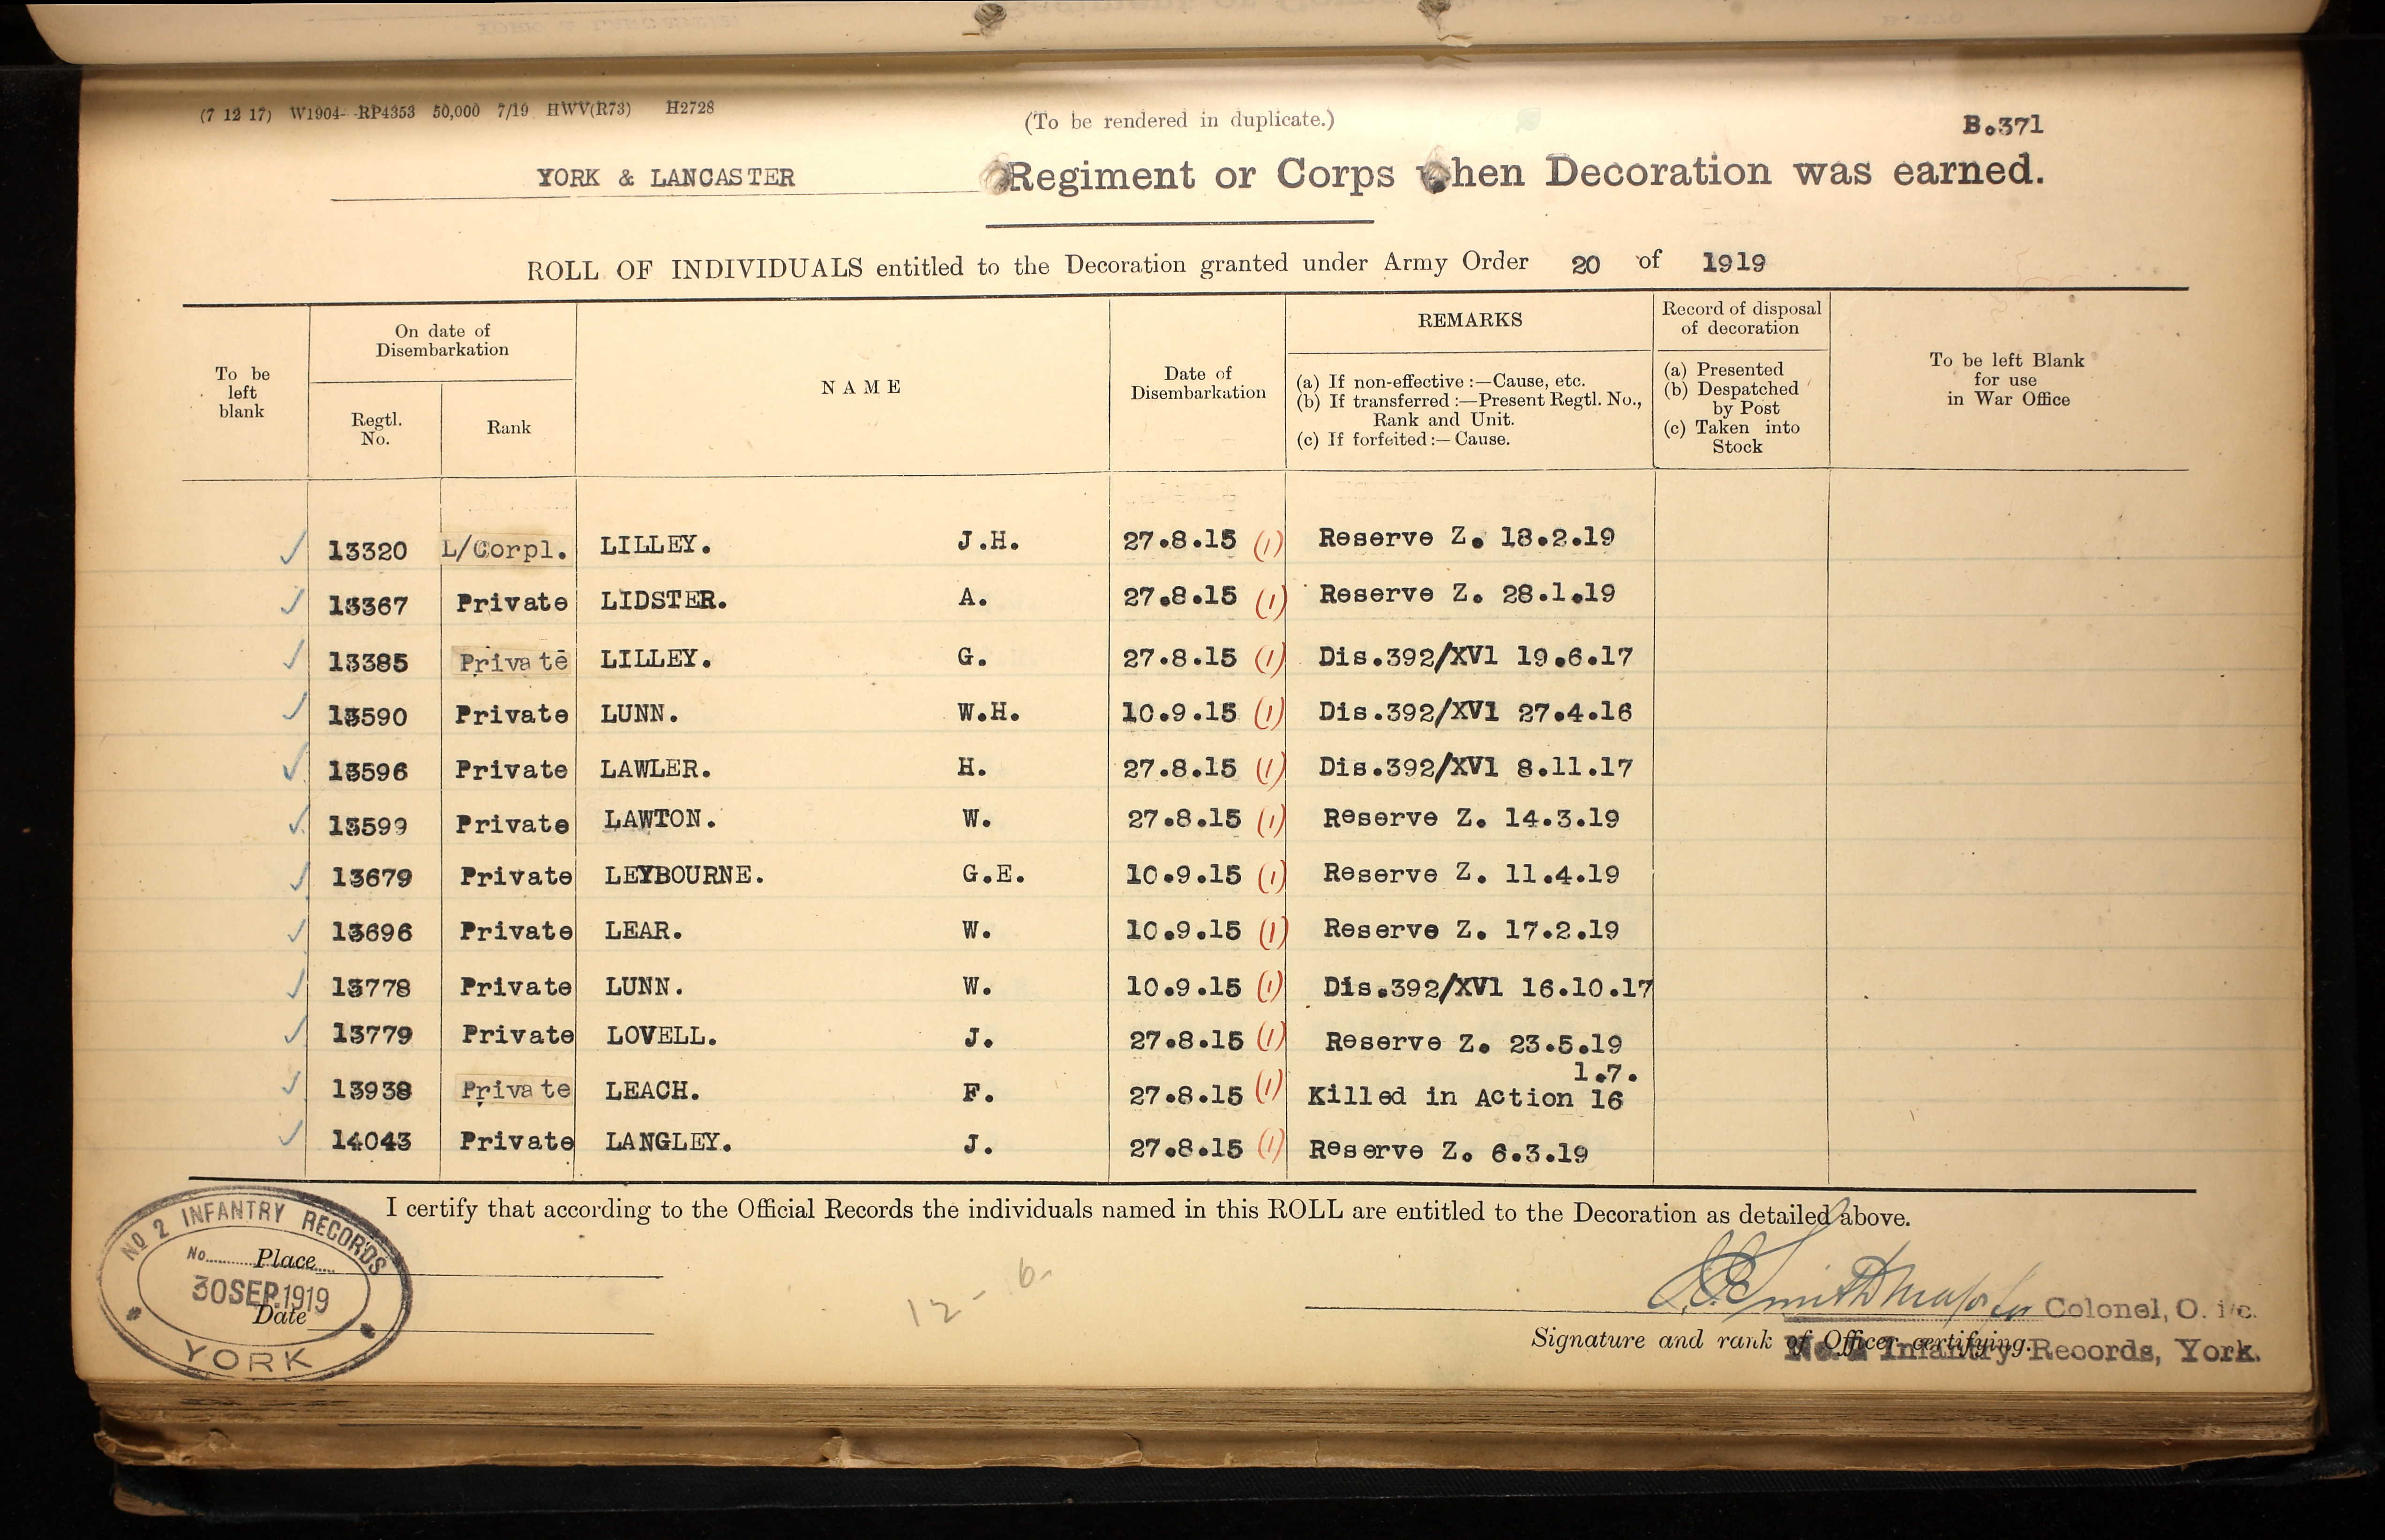 (7 12 17) W1904- -RP4353 50,000 7/19 HWV(R73) H2728
(To be rendered in duplicate.)
B.371
YORK & LANCASTER Regiment or Corps when Decoration was earned.
ROLL OF INDIVIDUALS entitled to the Decoration granted under Army Order 20 of 1919
To be left blank
On date of Disembarkation
Regtl. No.
Rank
NAME
Date of Disembarkation
REMARKS
(a) If non-effective :—Cause, etc.
(b) If transferred :—Present Regtl. No., Rank and Unit.
(c) If forfeited :—Cause.
Record of disposal of decoration
(a) Presented
(b) Despatched by Post
(c) Taken into Stock
To be left Blank for use in War Office
13320 L/Corpl. LILLEY. J.H. 27.8.15 (1) Reserve Z. 18.2.19
13367 Private LIDSTER. A. 27.8.15 (1) Reserve Z. 28.1.19
13385 Private LILLEY. G. 27.8.15 (1) Dis.392/XV1 19.6.17
13590 Private LUNN. W.H. 10.9.15 (1) Dis.392/XV1 27.4.16
13596 Private LAWLER. H. 27.8.15 (1) Dis.392/XV1 8.11.17
13599 Private LAWTON. W. 27.8.15 (1) Reserve Z. 14.3.19
13679 Private LEYBOURNE. G.E. 10.9.15 (1) Reserve Z. 11.4.19
13696 Private LEAR. W. 10.9.15 (1) Reserve Z. 17.2.19
13778 Private LUNN. W. 10.9.15 (1) Dis.392/XV1 16.10.17
13779 Private LOVELL. J. 27.8.15 (1) Reserve Z. 23.5.19
1.7.
13938 Private LEACH. F. 27.8.15 (1) Killed in Action 16
14043 Private LANGLEY. J. 27.8.15 (1) Reserve Z. 6.3.19
I certify that according to the Official Records the individuals named in this ROLL are entitled to the Decoration as detailed above.
No 2 INFANTRY RECORDS
No. Place
30 SEP. 1919
Date
YORK
12 - 6-
Smith Major for Colonel, O. i/c.
Signature and rank of Officer certifying.
No. 2 Infantry Records, York.